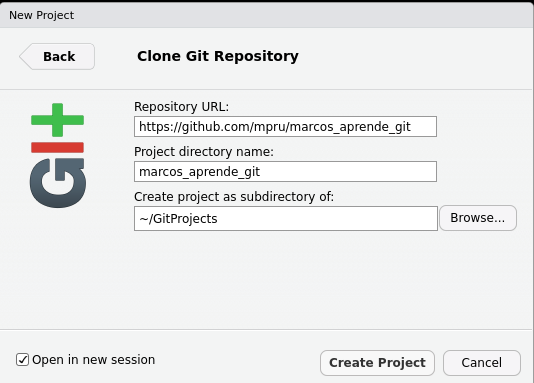 New Project
Back
Clone Git Repository
Repository URL:
https://github.com/mpru/marcos_aprende_git
Project directory name:
marcos_aprende_git
Create project as subdirectory of:
~/GitProjects
Browse...
Open in new session
Create Project
Cancel